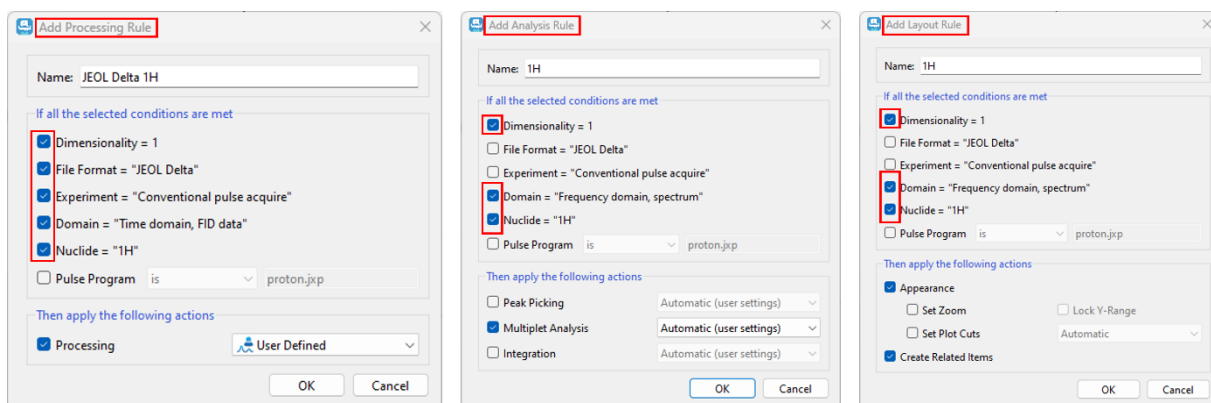 Add Processing Rule
Name: JEOL Delta 1H
If all the selected conditions are met
Dimensionality = 1
File Format = "JEOL Delta"
Experiment = "Conventional pulse acquire"
Domain = "Time domain, FID data"
Nuclide = "1H"
Pulse Program is proton.jxp
Then apply the following actions
Processing User Defined
OK Cancel
Add Analysis Rule
Name: 1H
If all the selected conditions are met
Dimensionality = 1
File Format = "JEOL Delta"
Experiment = "Conventional pulse acquire"
Domain = "Frequency domain, spectrum"
Nuclide = "1H"
Pulse Program is proton.jxp
Then apply the following actions
Peak Picking Automatic (user settings)
Multiplet Analysis Automatic (user settings)
Integration Automatic (user settings)
OK Cancel
Add Layout Rule
Name: 1H
If all the selected conditions are met
Dimensionality = 1
File Format = "JEOL Delta"
Experiment = "Conventional pulse acquire"
Domain = "Frequency domain, spectrum"
Nuclide = "1H"
Pulse Program is proton.jxp
Then apply the following actions
Appearance
Set Zoom Lock Y-Range
Set Plot Cuts Automatic
Create Related Items
OK Cancel